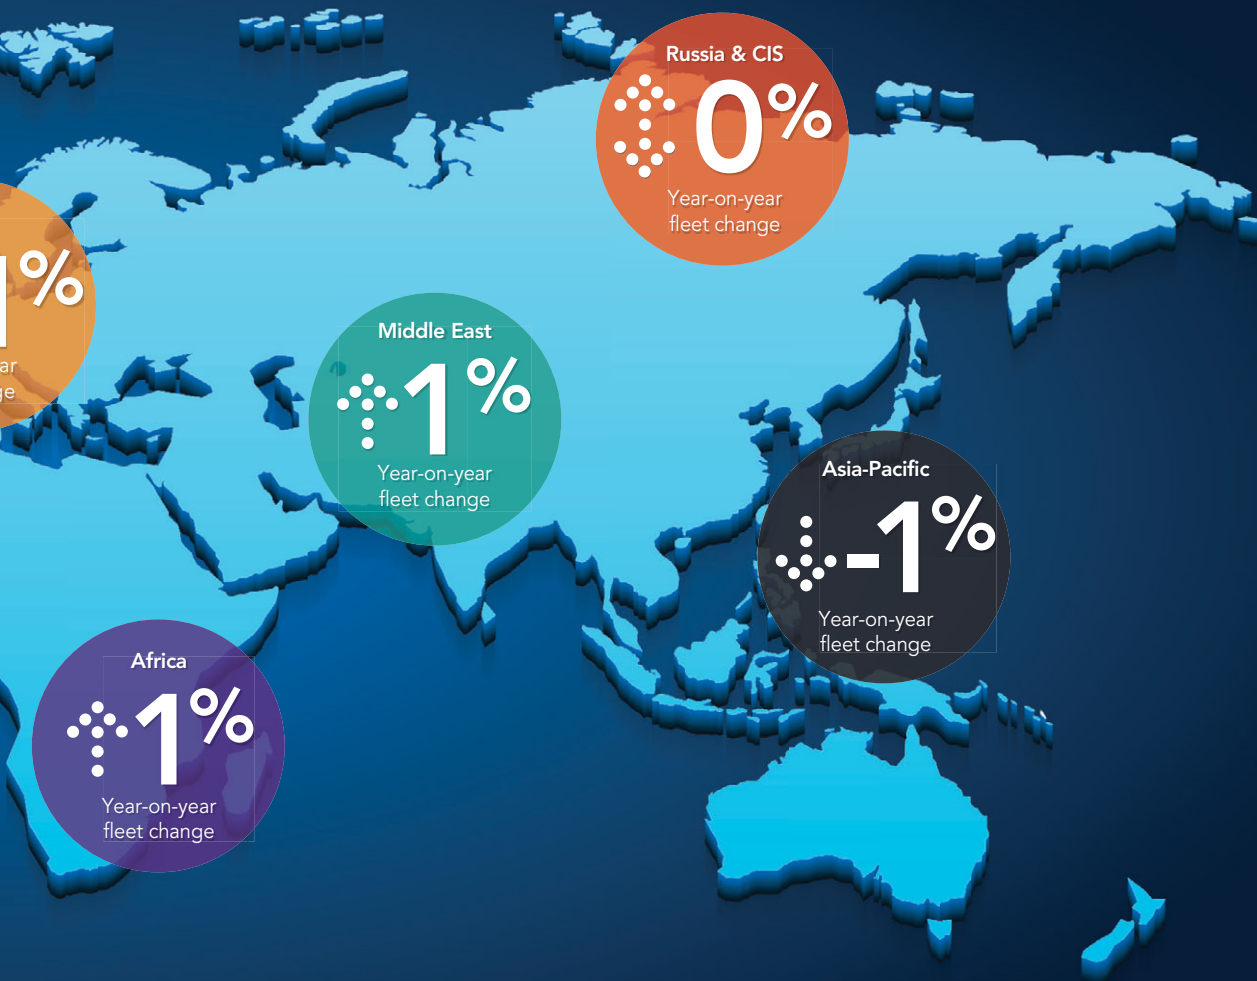 Russia & CIS
0%
Year-on-year
fleet change
%
Middle East
1%
Year-on-year
fleet change
Asia-Pacific
-1%
Year-on-year
fleet change
Africa
1%
Year-on-year
fleet change